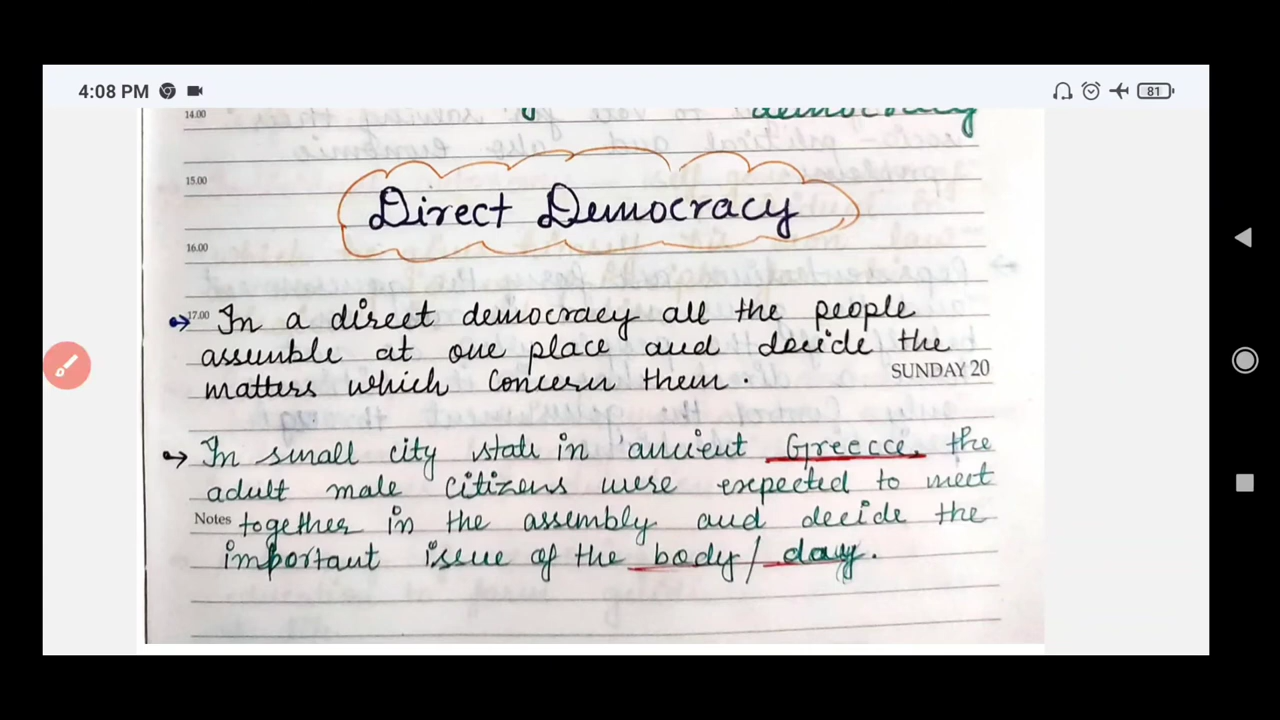 4:08 PM
81
14.00
democracy
15.00
Direct Democracy
16.00
17.00 In a direct democracy all the people
assemble at one place and decide the
SUNDAY 20
matters which concern them.
In small city state in ancient Greecce, the
adult male citizens were expected to meet
Notes together in the assembly and decide the
important issue of the body/day.